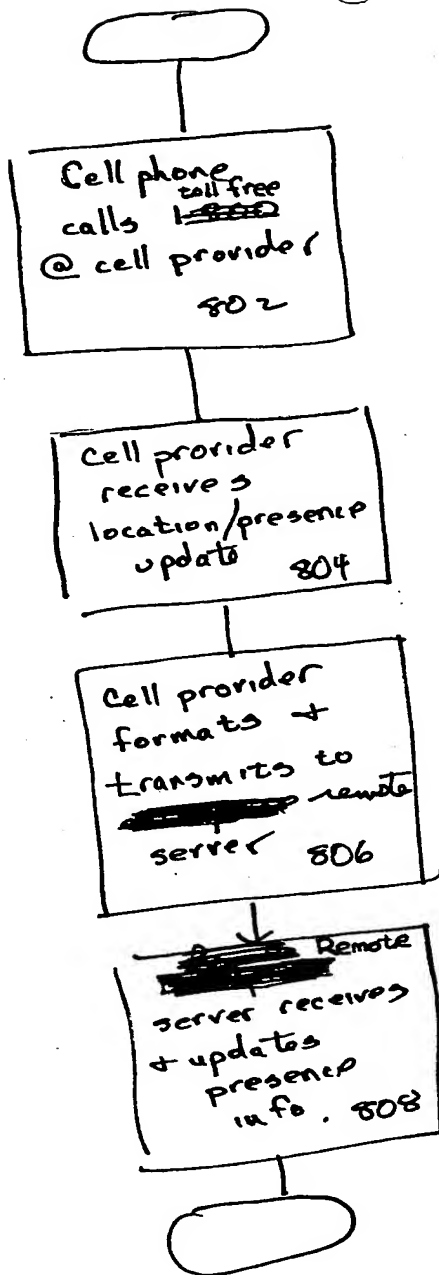 Cell phone
toll free
calls
@ cell provider
802
Cell provider
receives
location/presence
update 804
Cell provider
formats +
transmits to
remote
server 806
Remote
server receives
+ updates
presence
info. 808